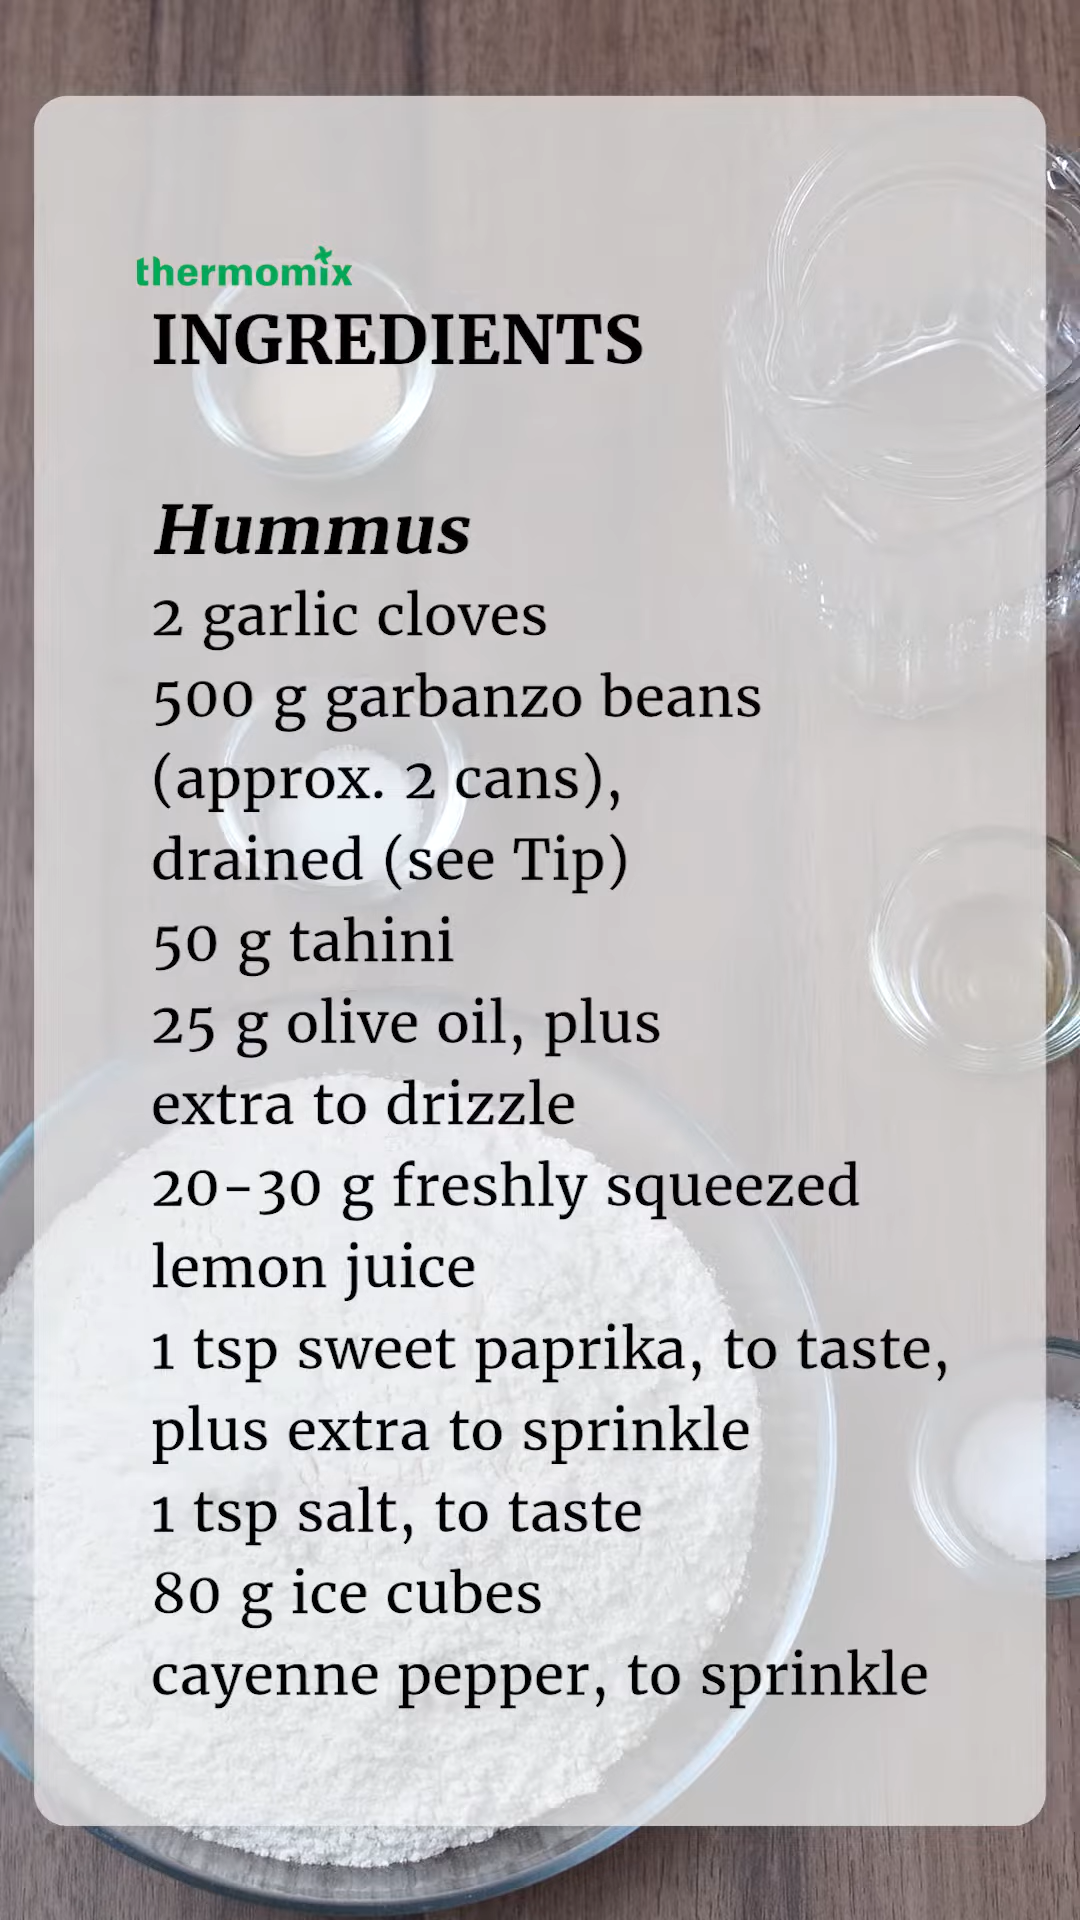 thermomix
INGREDIENTS
Hummus
2 garlic cloves
500 g garbanzo beans
(approx. 2 cans),
drained (see Tip)
50 g tahini
25 g olive oil, plus
extra to drizzle
20-30 g freshly squeezed
lemon juice
1 tsp sweet paprika, to taste,
plus extra to sprinkle
1 tsp salt, to taste
80 g ice cubes
cayenne pepper, to sprinkle